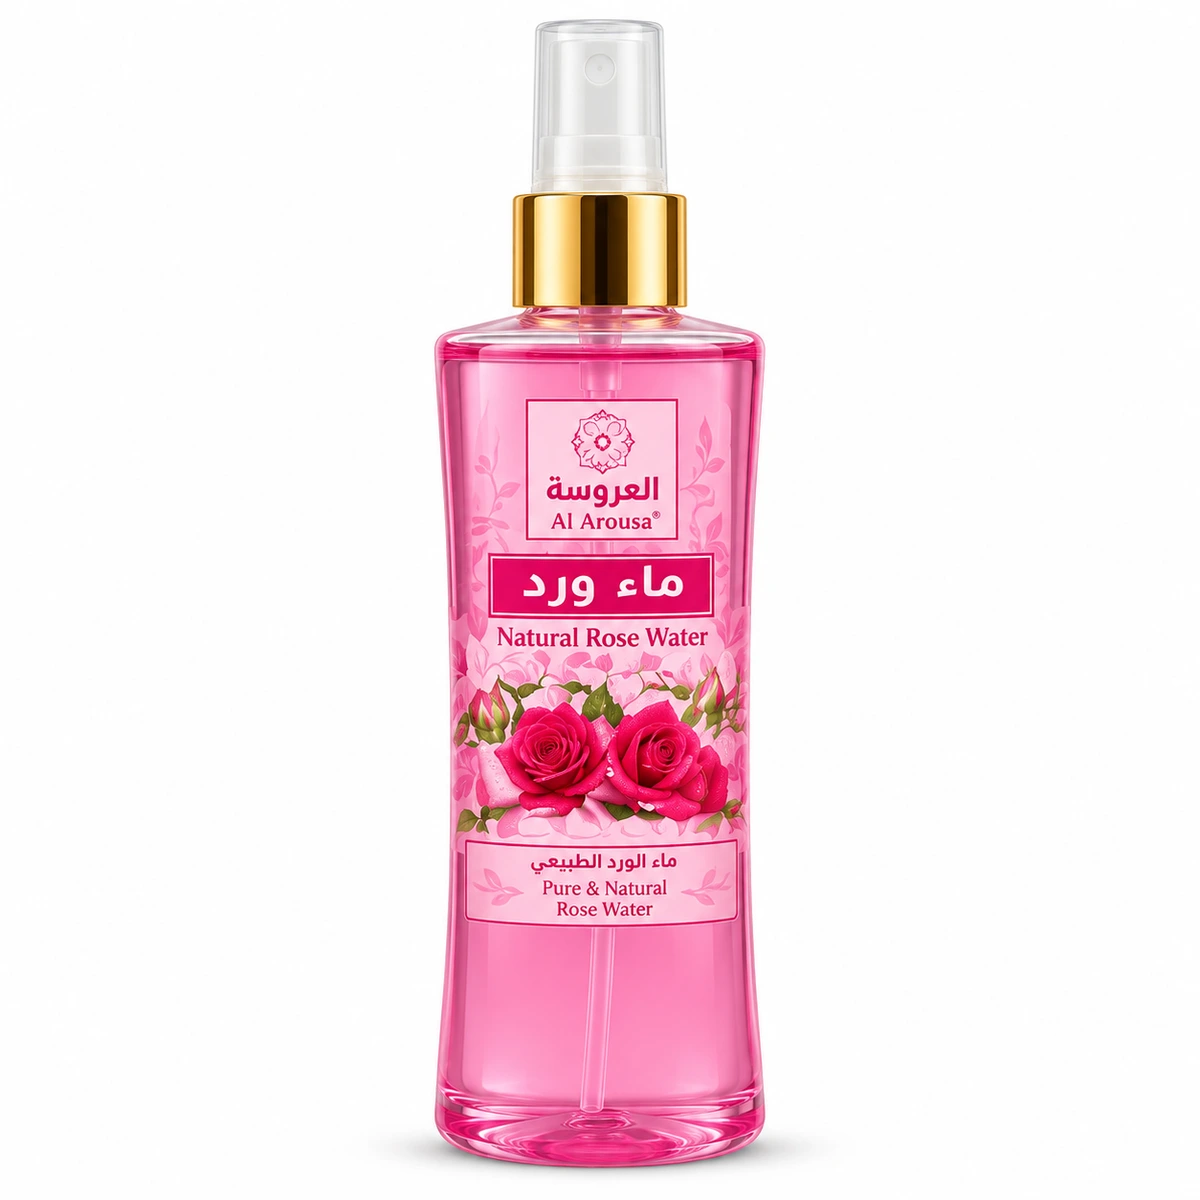 العروسة
Al Arousa®
ماء ورد
Natural Rose Water
ماء الورد الطبيعي
Pure & Natural
Rose Water